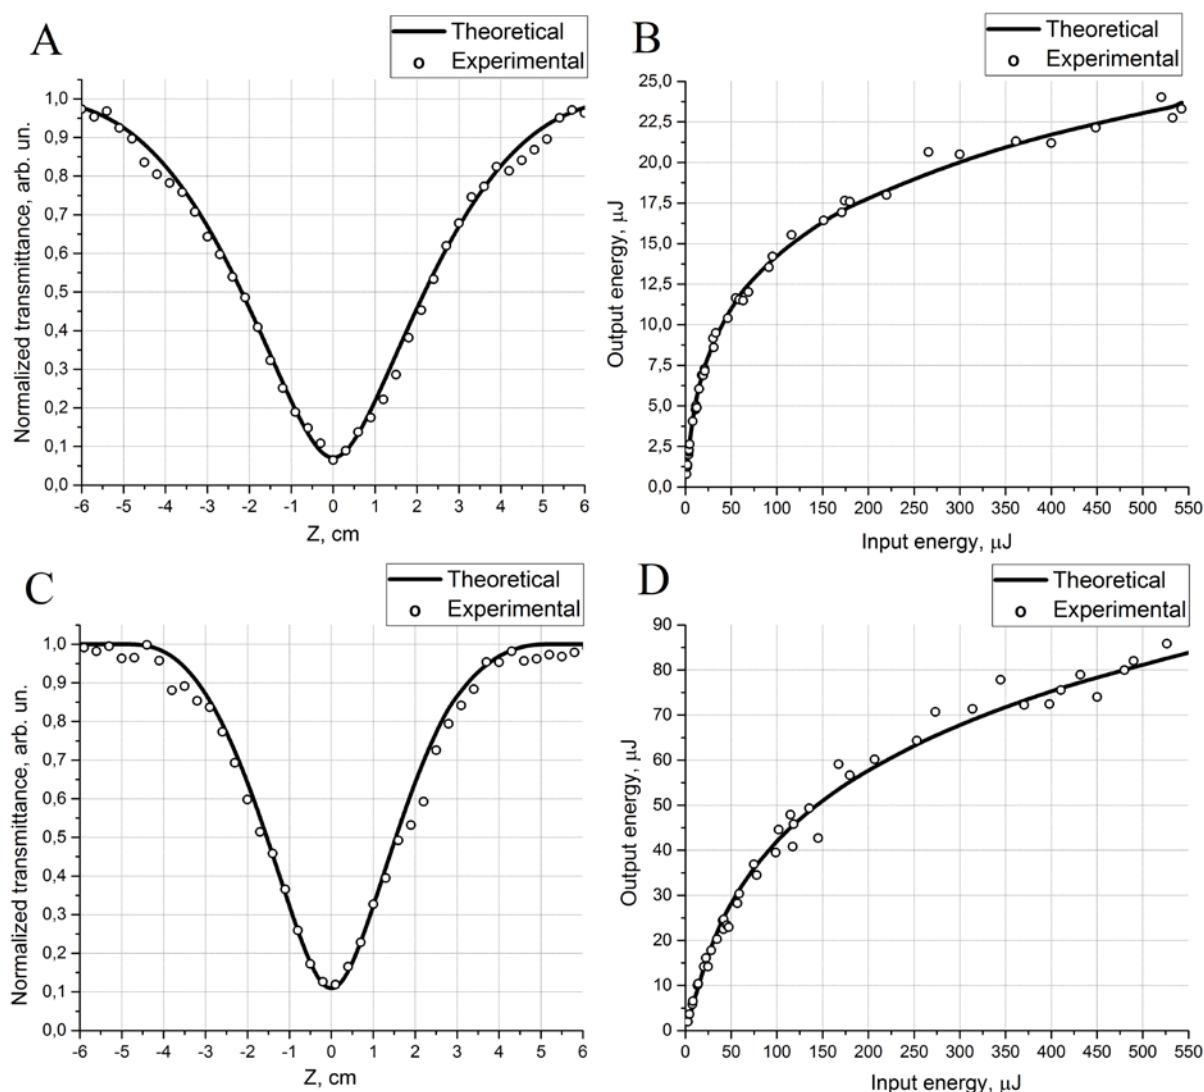 A
Theoretical
Experimental
Normalized transmittance, arb. un.
1,0
0,9
0,8
0,7
0,6
0,5
0,4
0,3
0,2
0,1
0,0
-6 -5 -4 -3 -2 -1 0 1 2 3 4 5 6
Z, cm
B
Theoretical
Experimental
Output energy, μJ
25,0
22,5
20,0
17,5
15,0
12,5
10,0
7,5
5,0
2,5
0,0
0 50 100 150 200 250 300 350 400 450 500 550
Input energy, μJ
C
Theoretical
Experimental
Normalized transmittance, arb. un.
1,0
0,9
0,8
0,7
0,6
0,5
0,4
0,3
0,2
0,1
0,0
-6 -5 -4 -3 -2 -1 0 1 2 3 4 5 6
Z, cm
D
Theoretical
Experimental
Output energy, μJ
90
80
70
60
50
40
30
20
10
0
0 50 100 150 200 250 300 350 400 450 500 550
Input energy, μJ